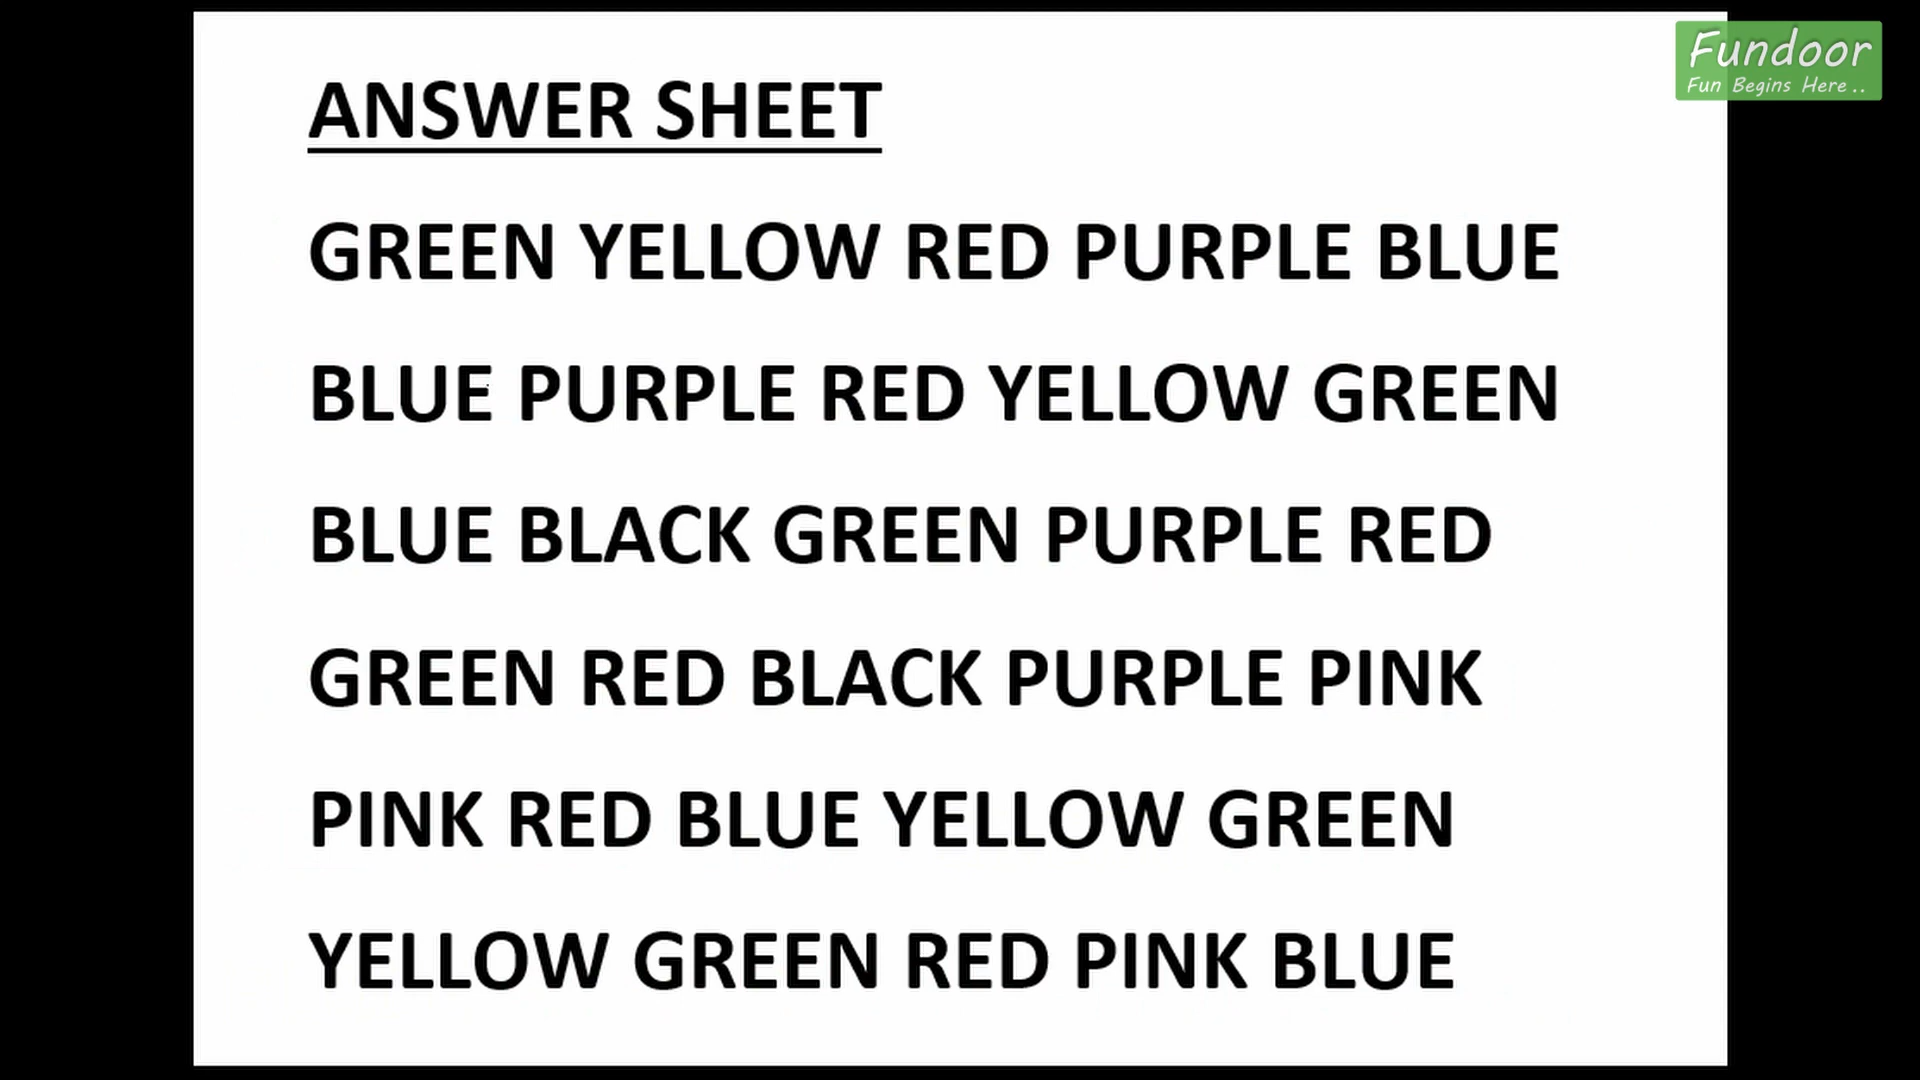 Fundoor
Fun Begins Here ..
ANSWER SHEET
GREEN YELLOW RED PURPLE BLUE
BLUE PURPLE RED YELLOW GREEN
BLUE BLACK GREEN PURPLE RED
GREEN RED BLACK PURPLE PINK
PINK RED BLUE YELLOW GREEN
YELLOW GREEN RED PINK BLUE